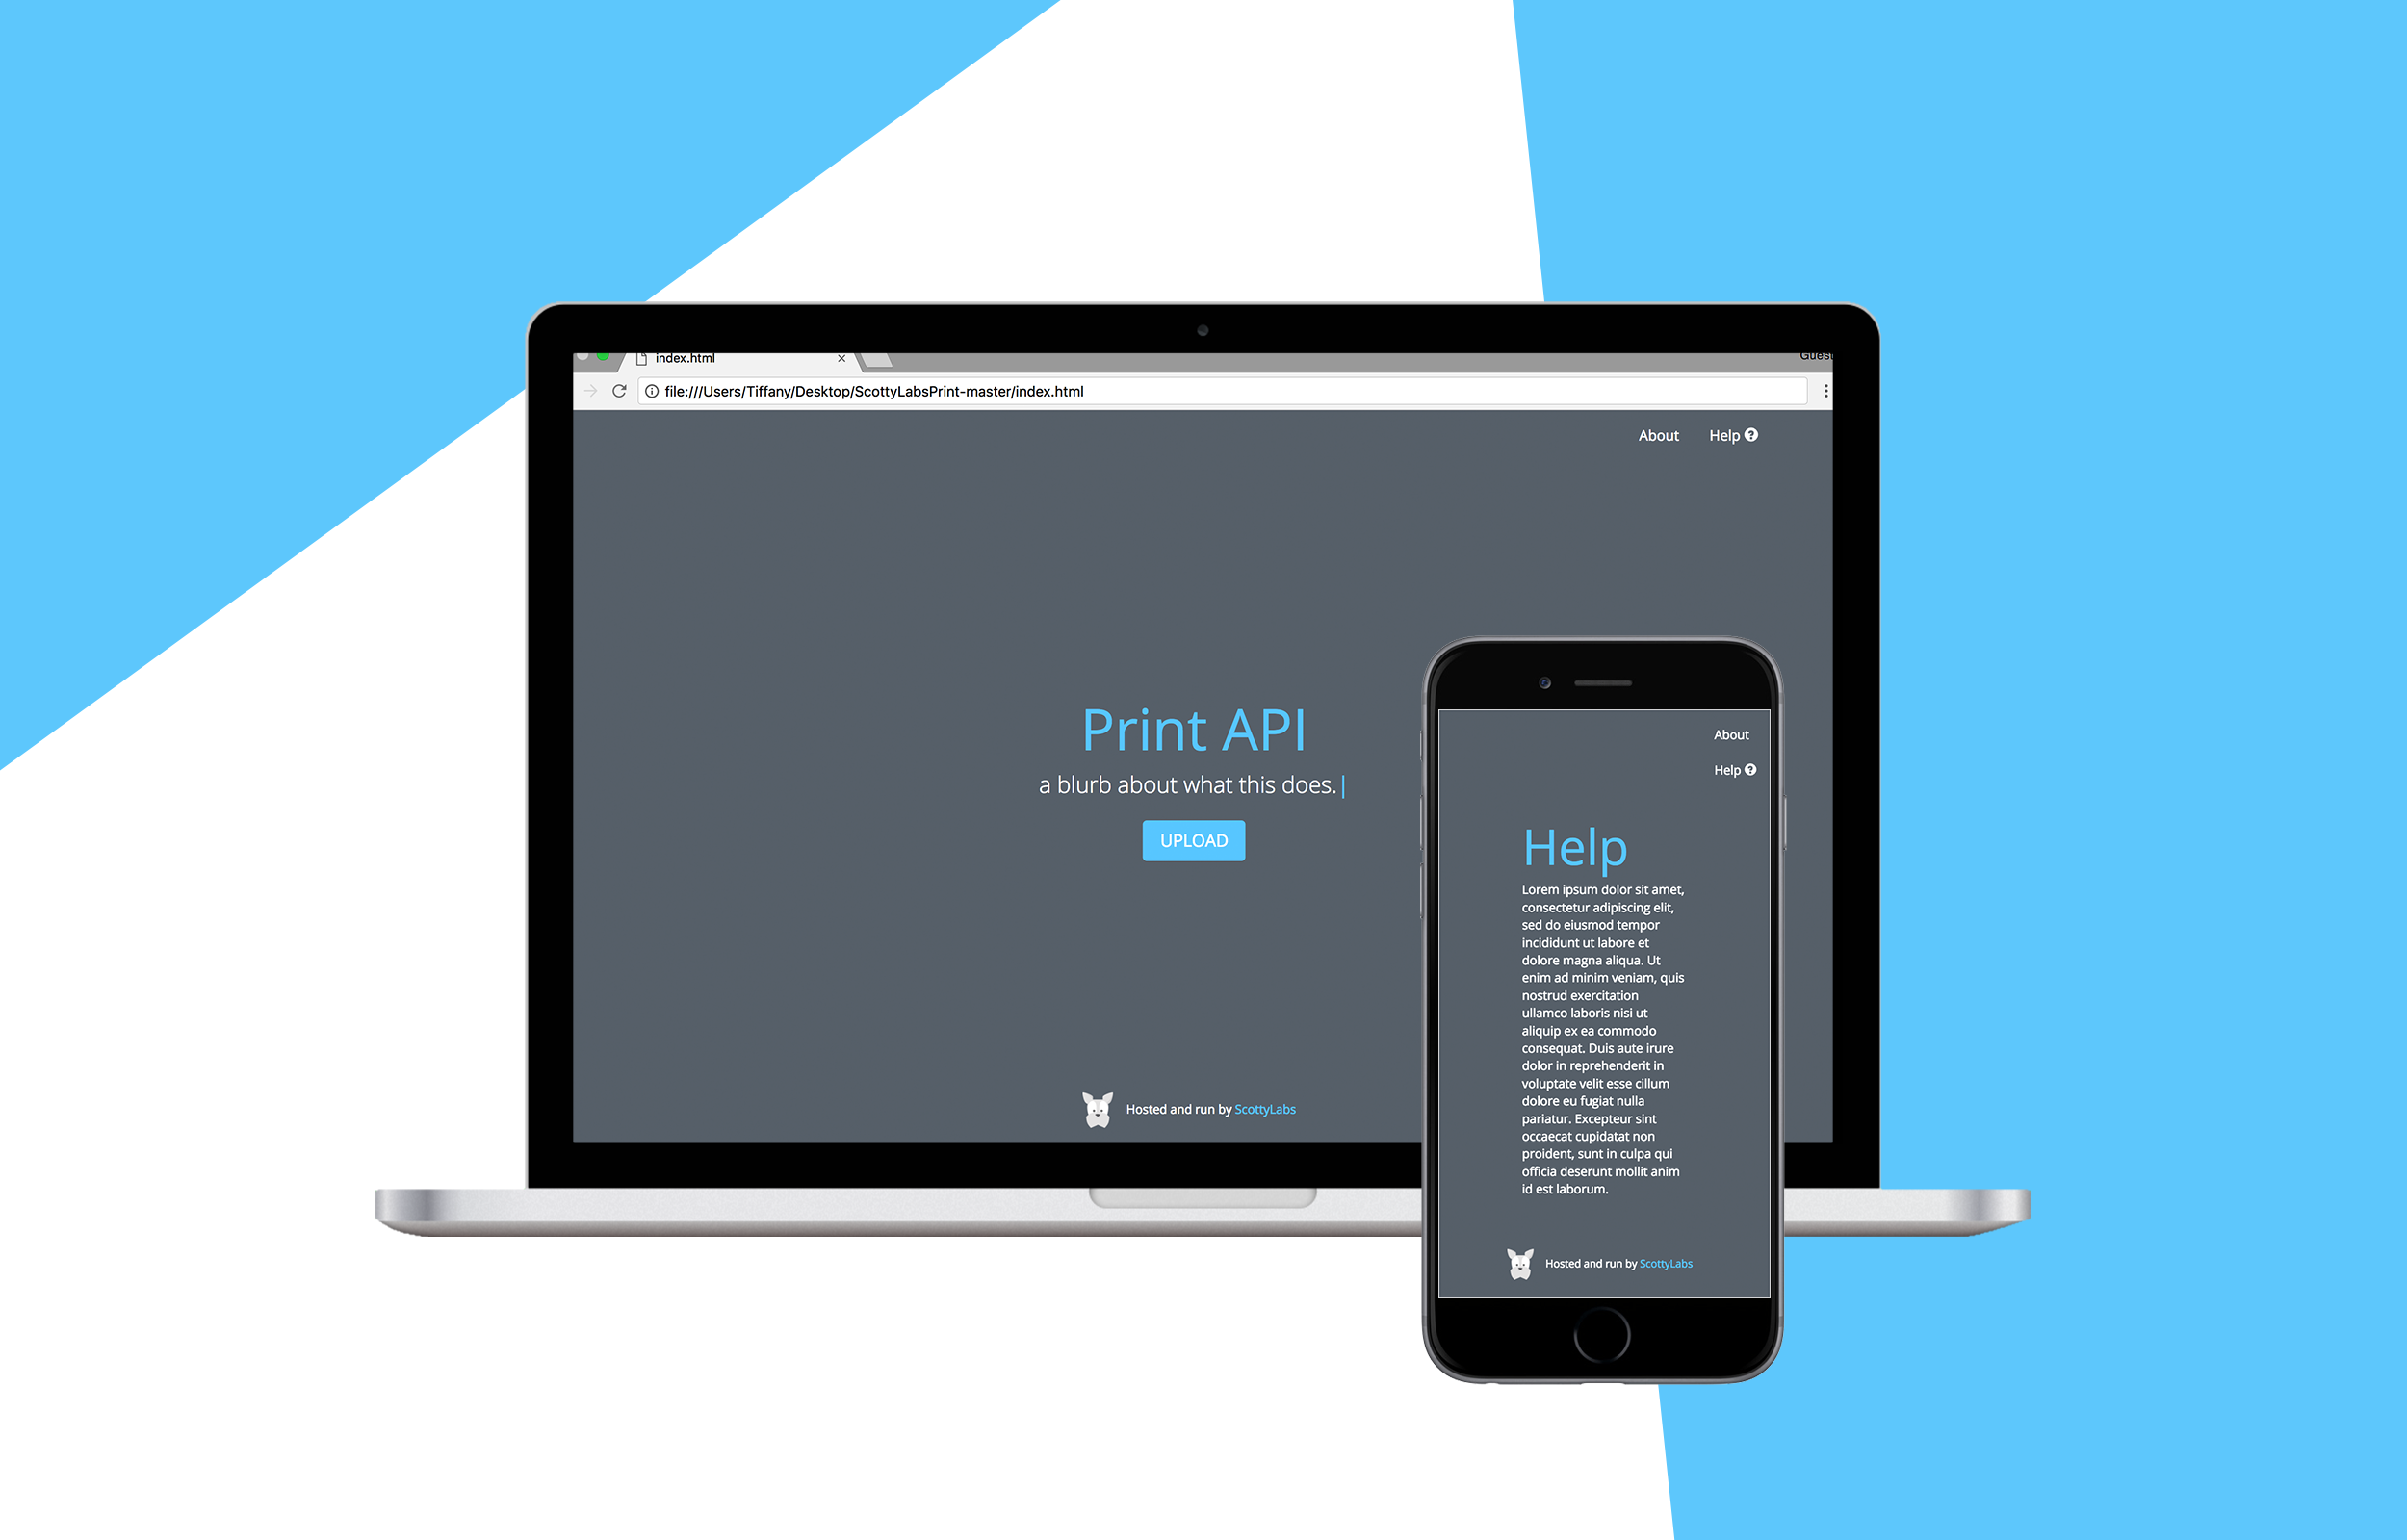 index.html
Guest
file:///Users/Tiffany/Desktop/ScottyLabsPrint-master/index.html
About Help
Print API
a blurb about what this does.
UPLOAD
Hosted and run by ScottyLabs
About
Help
Help
Lorem ipsum dolor sit amet,
consectetur adipiscing elit,
sed do eiusmod tempor
incididunt ut labore et
dolore magna aliqua. Ut
enim ad minim veniam, quis
nostrud exercitation
ullamco laboris nisi ut
aliquip ex ea commodo
consequat. Duis aute irure
dolor in reprehenderit in
voluptate velit esse cillum
dolore eu fugiat nulla
pariatur. Excepteur sint
occaecat cupidatat non
proident, sunt in culpa qui
officia deserunt mollit anim
id est laborum.
Hosted and run by ScottyLabs